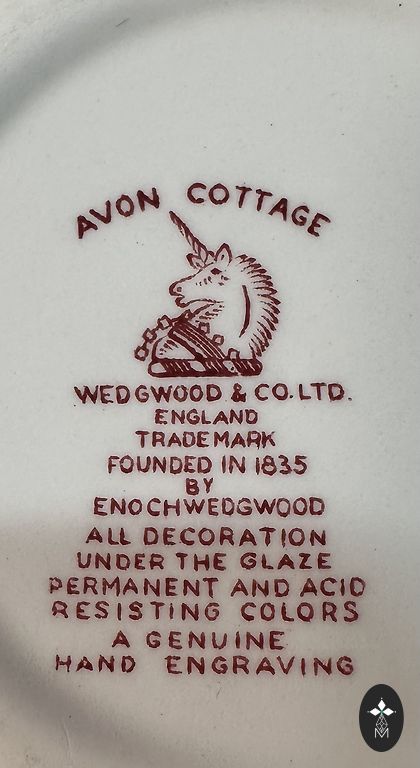 AVON COTTAGE
WEDGWOOD & CO. LTD.
ENGLAND
TRADEMARK
FOUNDED IN 1835
BY
ENOCHWEDGWOOD
ALL DECORATION
UNDER THE GLAZE
PERMANENT AND ACID
RESISTING COLORS
A GENUINE
HAND ENGRAVING
M